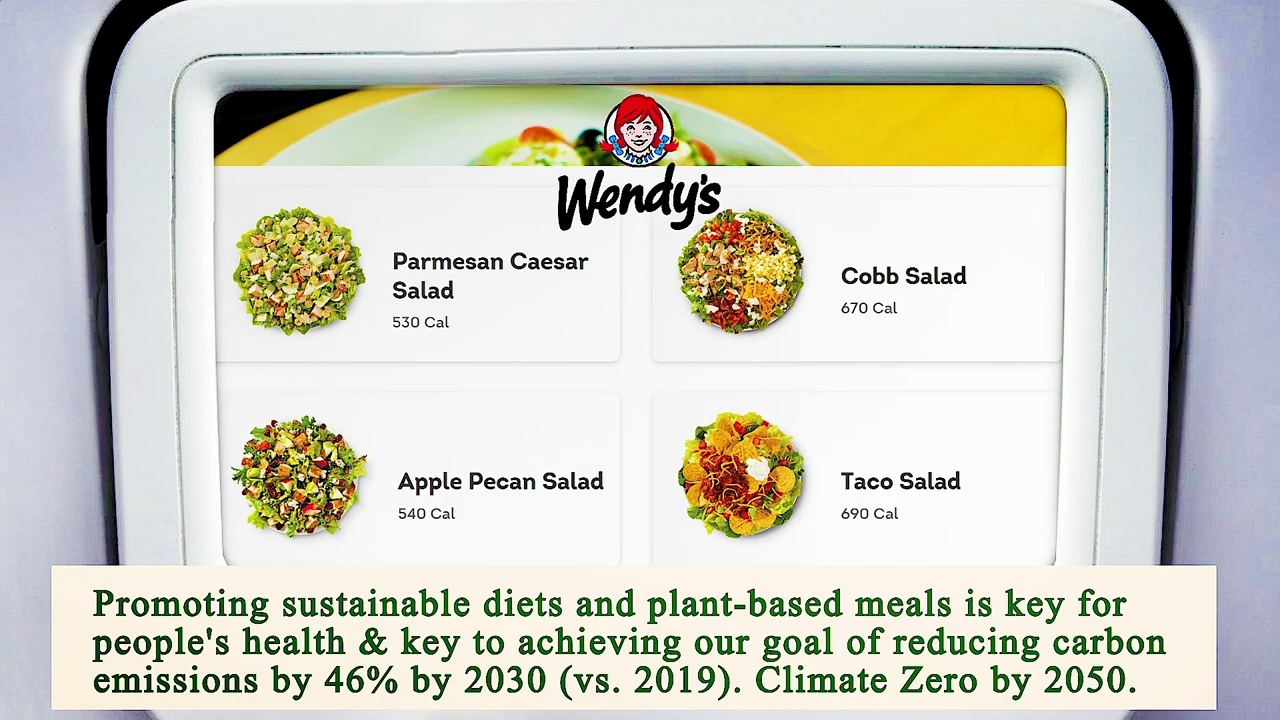 Wendy's
Parmesan Caesar
Salad
530 Cal
Cobb Salad
670 Cal
Apple Pecan Salad
540 Cal
Taco Salad
690 Cal
Promoting sustainable diets and plant-based meals is key for
people's health & key to achieving our goal of reducing carbon
emissions by 46% by 2030 (vs. 2019). Climate Zero by 2050.